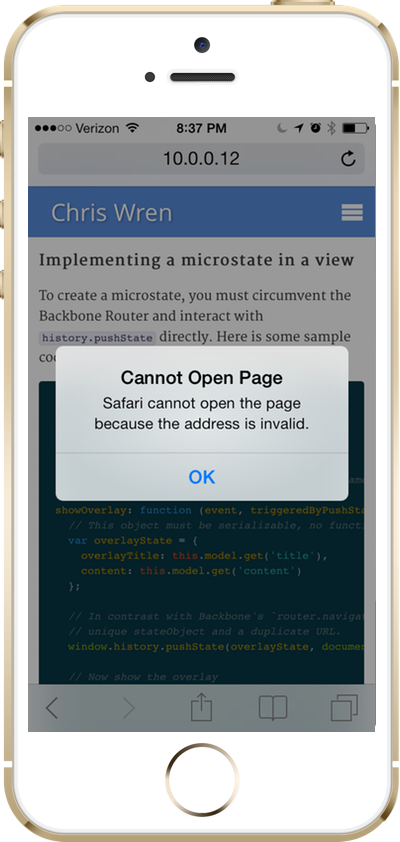 Verizon 8:37 PM
10.0.0.12
Chris Wren
Implementing a microstate in a view
To create a microstate, you must circumvent the
Backbone Router and interact with
history.pushState directly. Here is some sample
Cannot Open Page
Safari cannot open the page
because the address is invalid.
OK
showOverlay: function (event, triggeredByPushSta
// This object must be serializable, no functi
var overlayState = {
overlayTitle: this.model.get('title'),
content: this.model.get('content')
};
// In contrast with Backbone's `router.naviga
// unique stateObject and a duplicate URL.
window.history.pushState(overlayState, docume
// Now show the overlay